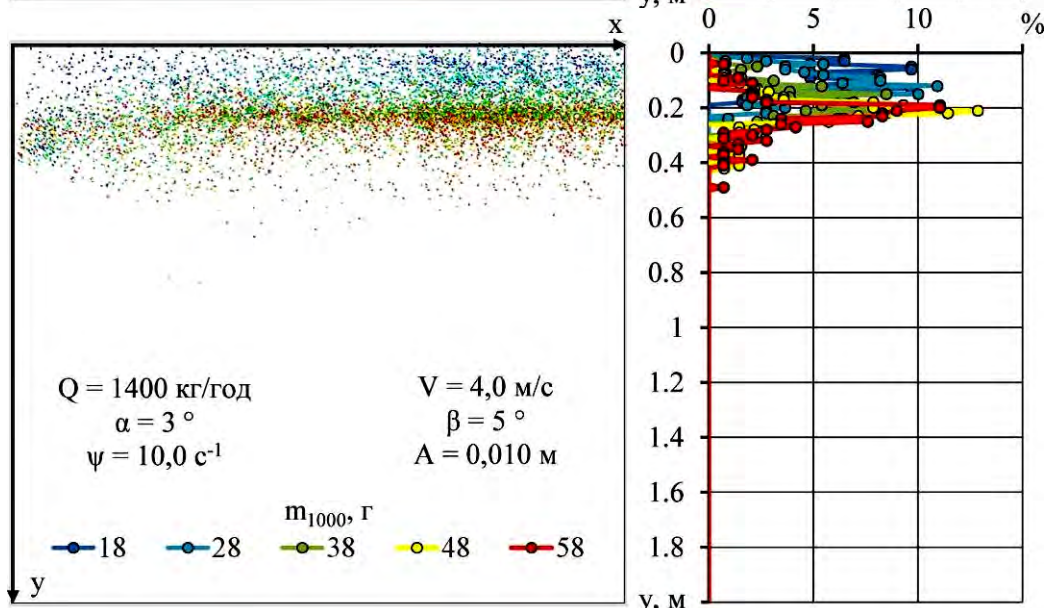 y, м
0 5 10 %
x
0
0.2
0.4
0.6
0.8
1
1.2
1.4
1.6
1.8
y, м
Q = 1400 кг/год
α = 3 °
ψ = 10,0 с⁻¹
V = 4,0 м/с
β = 5 °
A = 0,010 м
m₁₀₀₀, г
18 28 38 48 58
y